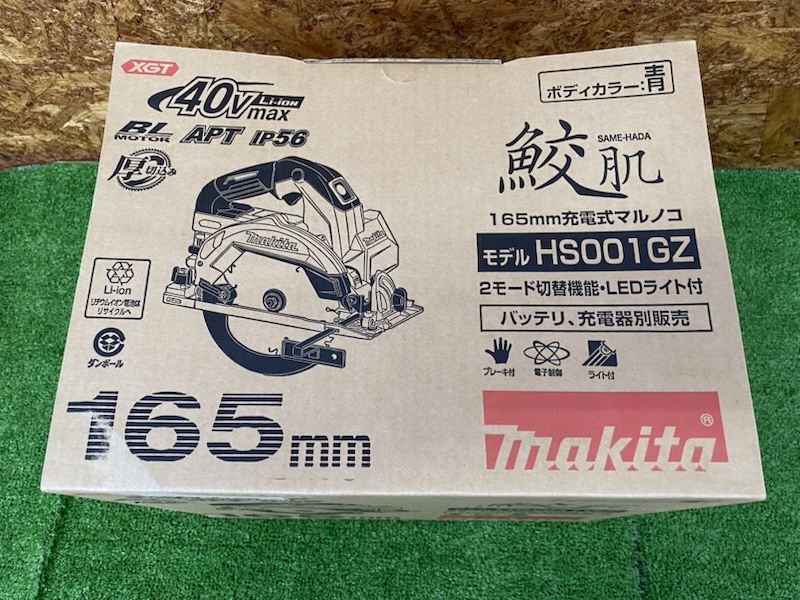 XGT
40Vmax Li-ion
BL MOTOR APT IP56
厚切込み
makita
Li-ion
リチウムイオン電池は
リサイクルへ
ダンボール
165mm
ボディカラー:青
鮫肌
SAME-HADA
165mm充電式マルノコ
モデル HS001GZ
2モード切替機能・LEDライト付
バッテリ、充電器別販売
ブレーキ付 電子制御 ライト付
makita®